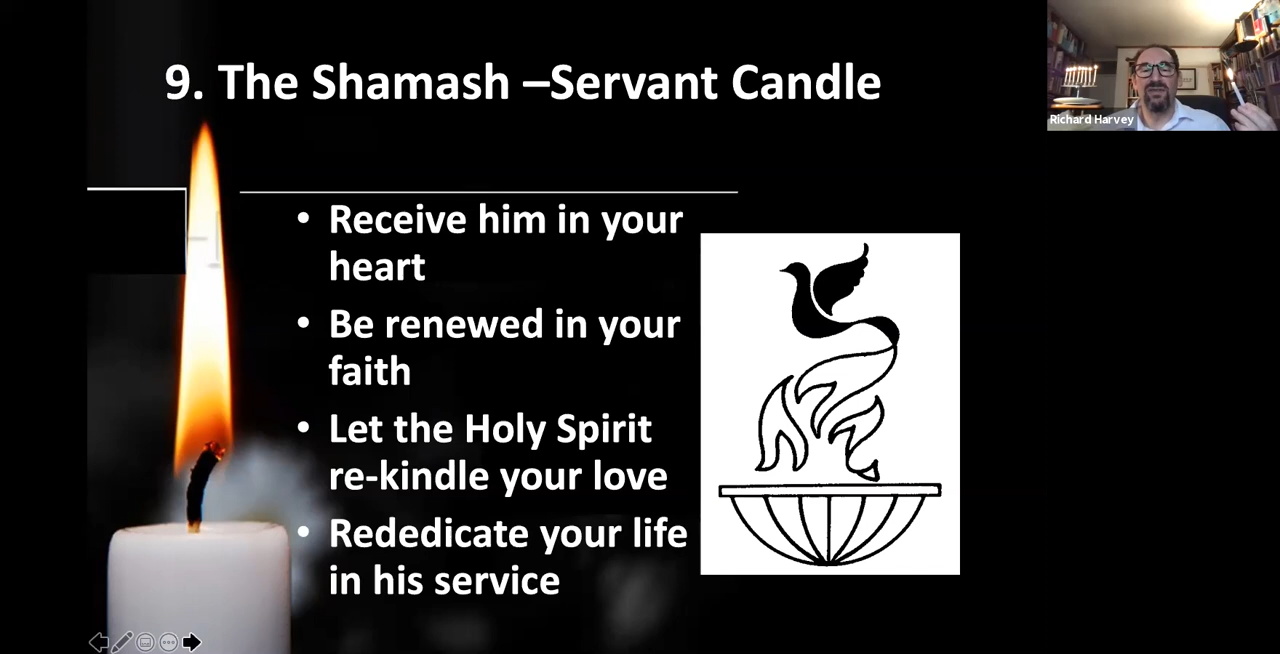 9. The Shamash –Servant Candle
Richard Harvey
• Receive him in your
heart
• Be renewed in your
faith
• Let the Holy Spirit
re-kindle your love
• Rededicate your life
in his service